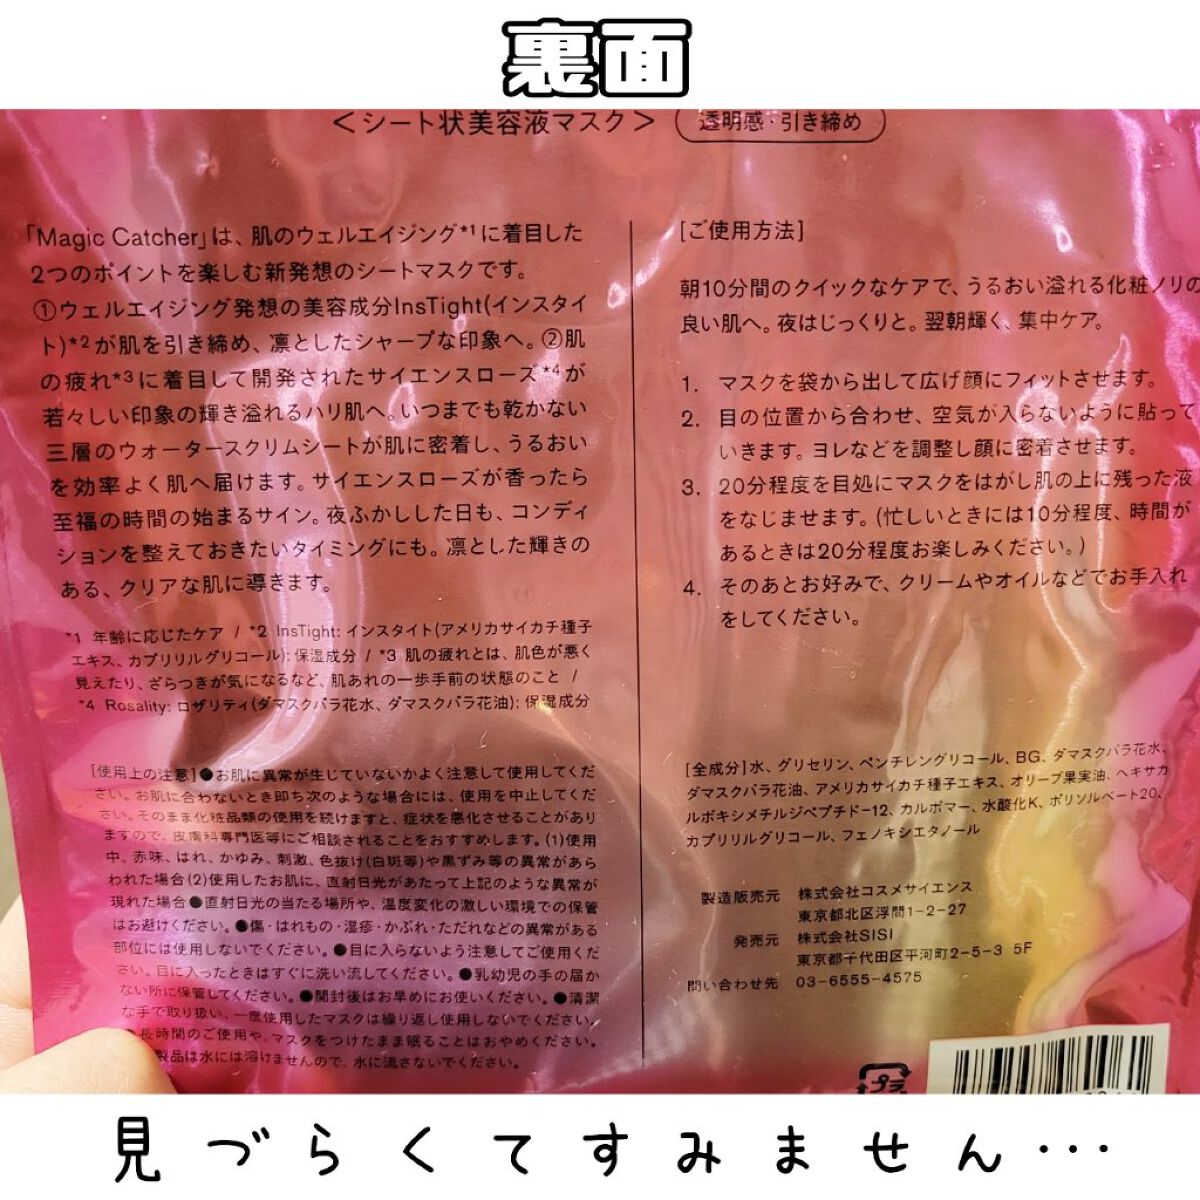 裏面
＜シート状美容液マスク＞ 透明感・引き締め
「Magic Catcher」は、肌のウェルエイジング*1に着目した
2つのポイントを楽しむ新発想のシートマスクです。
①ウェルエイジング発想の美容成分InsTight(インスタイ
ト)*2が肌を引き締め、凛としたシャープな印象へ。②肌
の疲れ*3に着目して開発されたサイエンスローズ*4が
若々しい印象の輝き溢れるハリ肌へ。いつまでも乾かない
三層のウォータースクリムシートが肌に密着し、うるおい
を効率よく肌へ届けます。サイエンスローズが香ったら
至福の時間の始まるサイン。夜ふかしした日も、コンディ
ションを整えておきたいタイミングにも。凛とした輝きの
ある、クリアな肌に導きます。
*1 年齢に応じたケア / *2 InsTight: インスタイト(アメリカサイカチ種子
エキス、カプリリルグリコール): 保湿成分 / *3 肌の疲れとは、肌色が悪く
見えたり、ざらつきが気になるなど、肌あれの一歩手前の状態のこと /
*4 Rosality: ロザリティ(ダマスクバラ花水、ダマスクバラ花油): 保湿成分
[使用上の注意]●お肌に異常が生じていないかよく注意して使用してくだ
さい。お肌に合わないとき即ち次のような場合には、使用を中止してくだ
さい。そのまま化粧品類の使用を続けますと、症状を悪化させることがあり
ますので、皮膚科専門医等にご相談されることをおすすめします。(1)使用
中、赤味、はれ、かゆみ、刺激、色抜け(白斑等)や黒ずみ等の異常があら
われた場合(2)使用したお肌に、直射日光があたって上記のような異常が
現れた場合●直射日光の当たる場所や、温度変化の激しい環境での保管
はお避けください。●傷・はれもの・湿疹・かぶれ・ただれなどの異常がある
部位には使用しないでください。●目に入らないよう注意してご使用くだ
さい。目に入ったときはすぐに洗い流してください。●乳幼児の手の届か
ない所に保管してください。●開封後はお早めにお使いください。●清潔
な手で取り扱い、一度使用したマスクは繰り返し使用しないでください。
●長時間のご使用や、マスクをつけたまま眠ることはおやめください。
製品は水には溶けませんので、水に流さないでください。
[ご使用方法]
朝10分間のクイックなケアで、うるおい溢れる化粧ノリの
良い肌へ。夜はじっくりと。翌朝輝く、集中ケア。
1. マスクを袋から出して広げ顔にフィットさせます。
2. 目の位置から合わせ、空気が入らないように貼って
いきます。ヨレなどを調整し顔に密着させます。
3. 20分程度を目処にマスクをはがし肌の上に残った液
をなじませます。(忙しいときには10分程度、時間が
あるときは20分程度お楽しみください。)
4. そのあとお好みで、クリームやオイルなどでお手入れ
をしてください。
[全成分]水、グリセリン、ペンチレングリコール、BG、ダマスクバラ花水、
ダマスクバラ花油、アメリカサイカチ種子エキス、オリーブ果実油、ヘキサカ
ルボキシメチルジペプチド-12、カルボマー、水酸化K、ポリソルベート20、
カプリリルグリコール、フェノキシエタノール
製造販売元 株式会社コスメサイエンス
東京都北区浮間1-2-27
発売元 株式会社SISI
東京都千代田区平河町2-5-3 5F
問い合わせ先 03-6555-4575
プラ
見づらくてすみません…